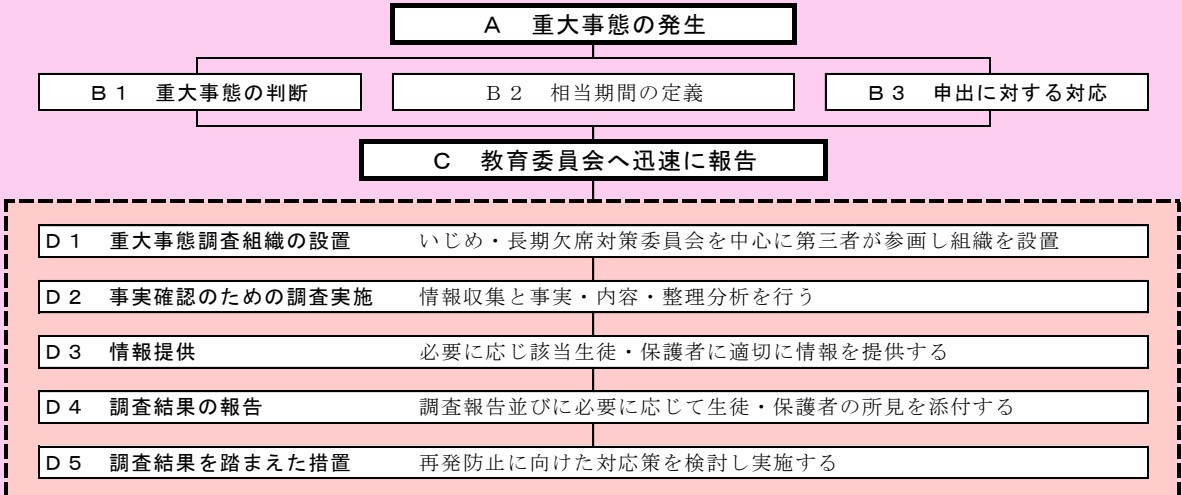 A 重大事態の発生
B1 重大事態の判断 B2 相当期間の定義 B3 申出に対する対応
C 教育委員会へ迅速に報告
D1 重大事態調査組織の設置 いじめ・長期欠席対策委員会を中心に第三者が参画し組織を設置
D2 事実確認のための調査実施 情報収集と事実・内容・整理分析を行う
D3 情報提供 必要に応じ該当生徒・保護者に適切に情報を提供する
D4 調査結果の報告 調査報告並びに必要に応じて生徒・保護者の所見を添付する
D5 調査結果を踏まえた措置 再発防止に向けた対応策を検討し実施する